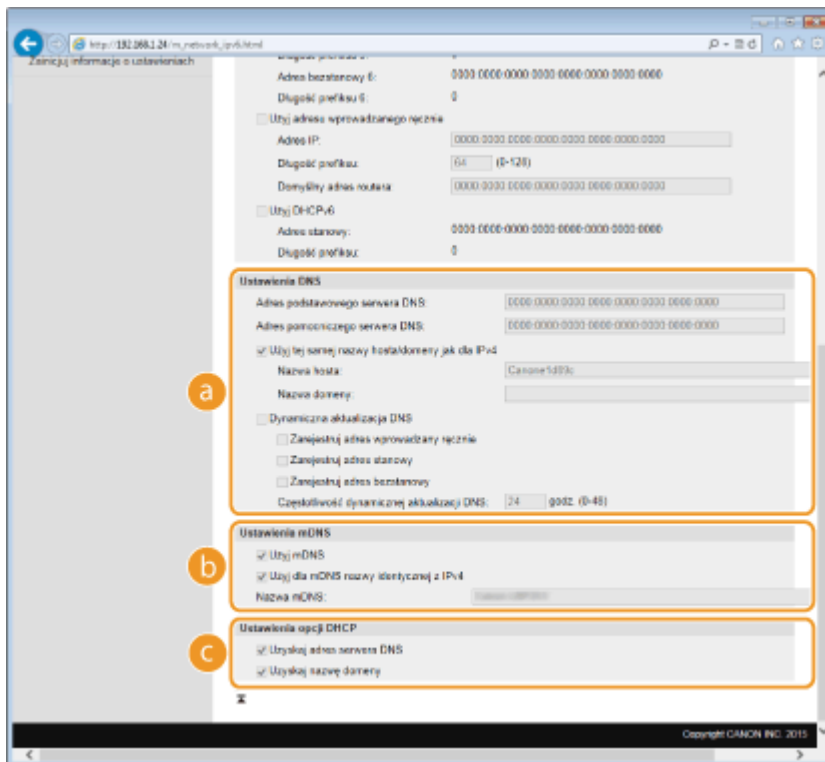 http://192.168.1.24/m_network_ipv6.html
Zainicjuj informacje o ustawieniach
Długość prefiksu 5: 0
Adres bezstanowy 6: 0000:0000:0000:0000:0000:0000:0000:0000
Długość prefiksu 6: 0
Użyj adresu wprowadzanego ręcznie
Adres IP: 0000:0000:0000:0000:0000:0000:0000:0000
Długość prefiksu: 64 (0-128)
Domyślny adres routera: 0000:0000:0000:0000:0000:0000:0000:0000
Użyj DHCPv6
Adres stanowy: 0000:0000:0000:0000:0000:0000:0000:0000
Długość prefiksu: 0
Ustawienia DNS
Adres podstawowego serwera DNS: 0000:0000:0000:0000:0000:0000:0000:0000
Adres pomocniczego serwera DNS: 0000:0000:0000:0000:0000:0000:0000:0000
Użyj tej samej nazwy hosta/domeny jak dla IPv4
a
Nazwa hosta: Canone1d09c
Nazwa domeny:
Dynamiczna aktualizacja DNS
Zarejestruj adres wprowadzany ręcznie
Zarejestruj adres stanowy
Zarejestruj adres bezstanowy
Częstotliwość dynamicznej aktualizacji DNS: 24 godz. (0-48)
Ustawienia mDNS
Użyj mDNS
b
Użyj dla mDNS nazwy identycznej z IPv4
Nazwa mDNS:
Ustawienia opcji DHCP
c
Uzyskaj adres serwera DNS
Uzyskaj nazwę domeny
Copyright CANON INC. 2015